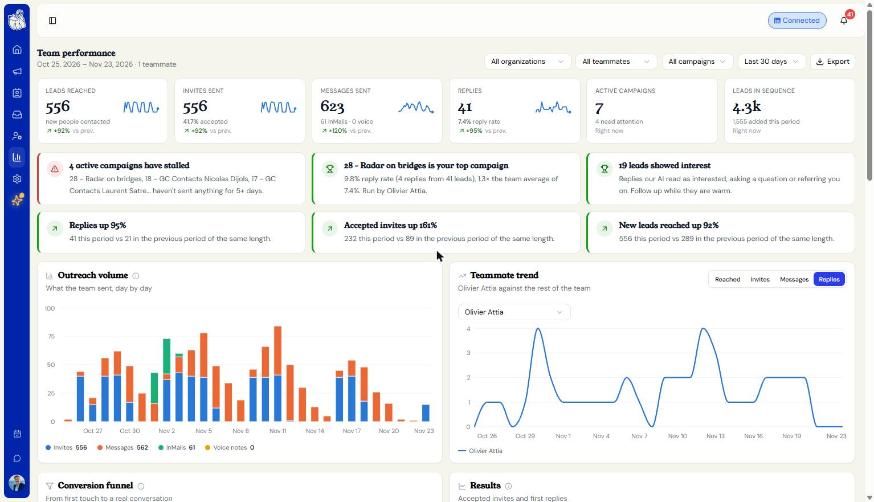 Connected
41
Team performance
Oct 25, 2026 – Nov 23, 2026 · 1 teammate
All organizations
All teammates
All campaigns
Last 30 days
Export
LEADS REACHED
556
new people contacted
+92% vs prev.
INVITES SENT
556
41.7% accepted
+92% vs prev.
MESSAGES SENT
623
61 InMails · 0 voice
+120% vs prev.
REPLIES
41
7.4% reply rate
+95% vs prev.
ACTIVE CAMPAIGNS
7
4 need attention
Right now
LEADS IN SEQUENCE
4.3k
1,555 added this period
Right now
4 active campaigns have stalled
28 - Radar on bridges, 18 - GC Contacts Nicolas Dijols, 17 - GC
Contacts Laurent Satre… haven't sent anything for 5+ days.
28 - Radar on bridges is your top campaign
9.8% reply rate (4 replies from 41 leads), 1.3× the team average of
7.4%. Run by Olivier Attia.
19 leads showed interest
Replies our AI read as interested, asking a question or referring you
on. Follow up while they are warm.
Replies up 95%
41 this period vs 21 in the previous period of the same length.
Accepted invites up 161%
232 this period vs 89 in the previous period of the same length.
New leads reached up 92%
556 this period vs 289 in the previous period of the same length.
Outreach volume
What the team sent, day by day
100
75
50
25
0
Oct 27
Oct 30
Nov 2
Nov 5
Nov 8
Nov 11
Nov 14
Nov 17
Nov 20
Nov 23
Invites 556
Messages 562
InMails 61
Voice notes 0
Teammate trend
Olivier Attia against the rest of the team
Reached
Invites
Messages
Replies
Olivier Attia
4
3
2
1
0
Oct 26
Oct 29
Nov 1
Nov 4
Nov 7
Nov 10
Nov 13
Nov 16
Nov 19
Nov 23
Olivier Attia
Conversion funnel
From first touch to a real conversation
Results
Accepted invites and first replies